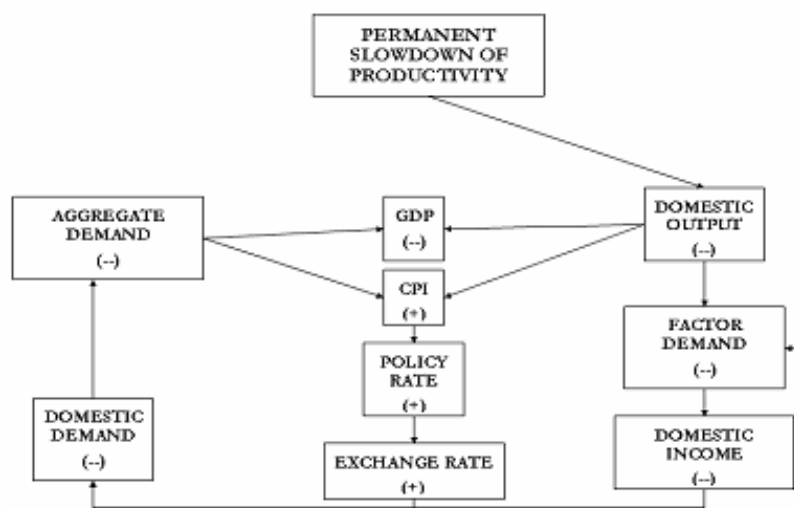 PERMANENT
SLOWDOWN OF
PRODUCTIVITY
AGGREGATE
DEMAND
(--)
GDP
(--)
DOMESTIC
OUTPUT
(--)
CPI
(+)
FACTOR
DEMAND
(--)
POLICY
RATE
(+)
DOMESTIC
DEMAND
(--)
EXCHANGE RATE
(+)
DOMESTIC
INCOME
(--)